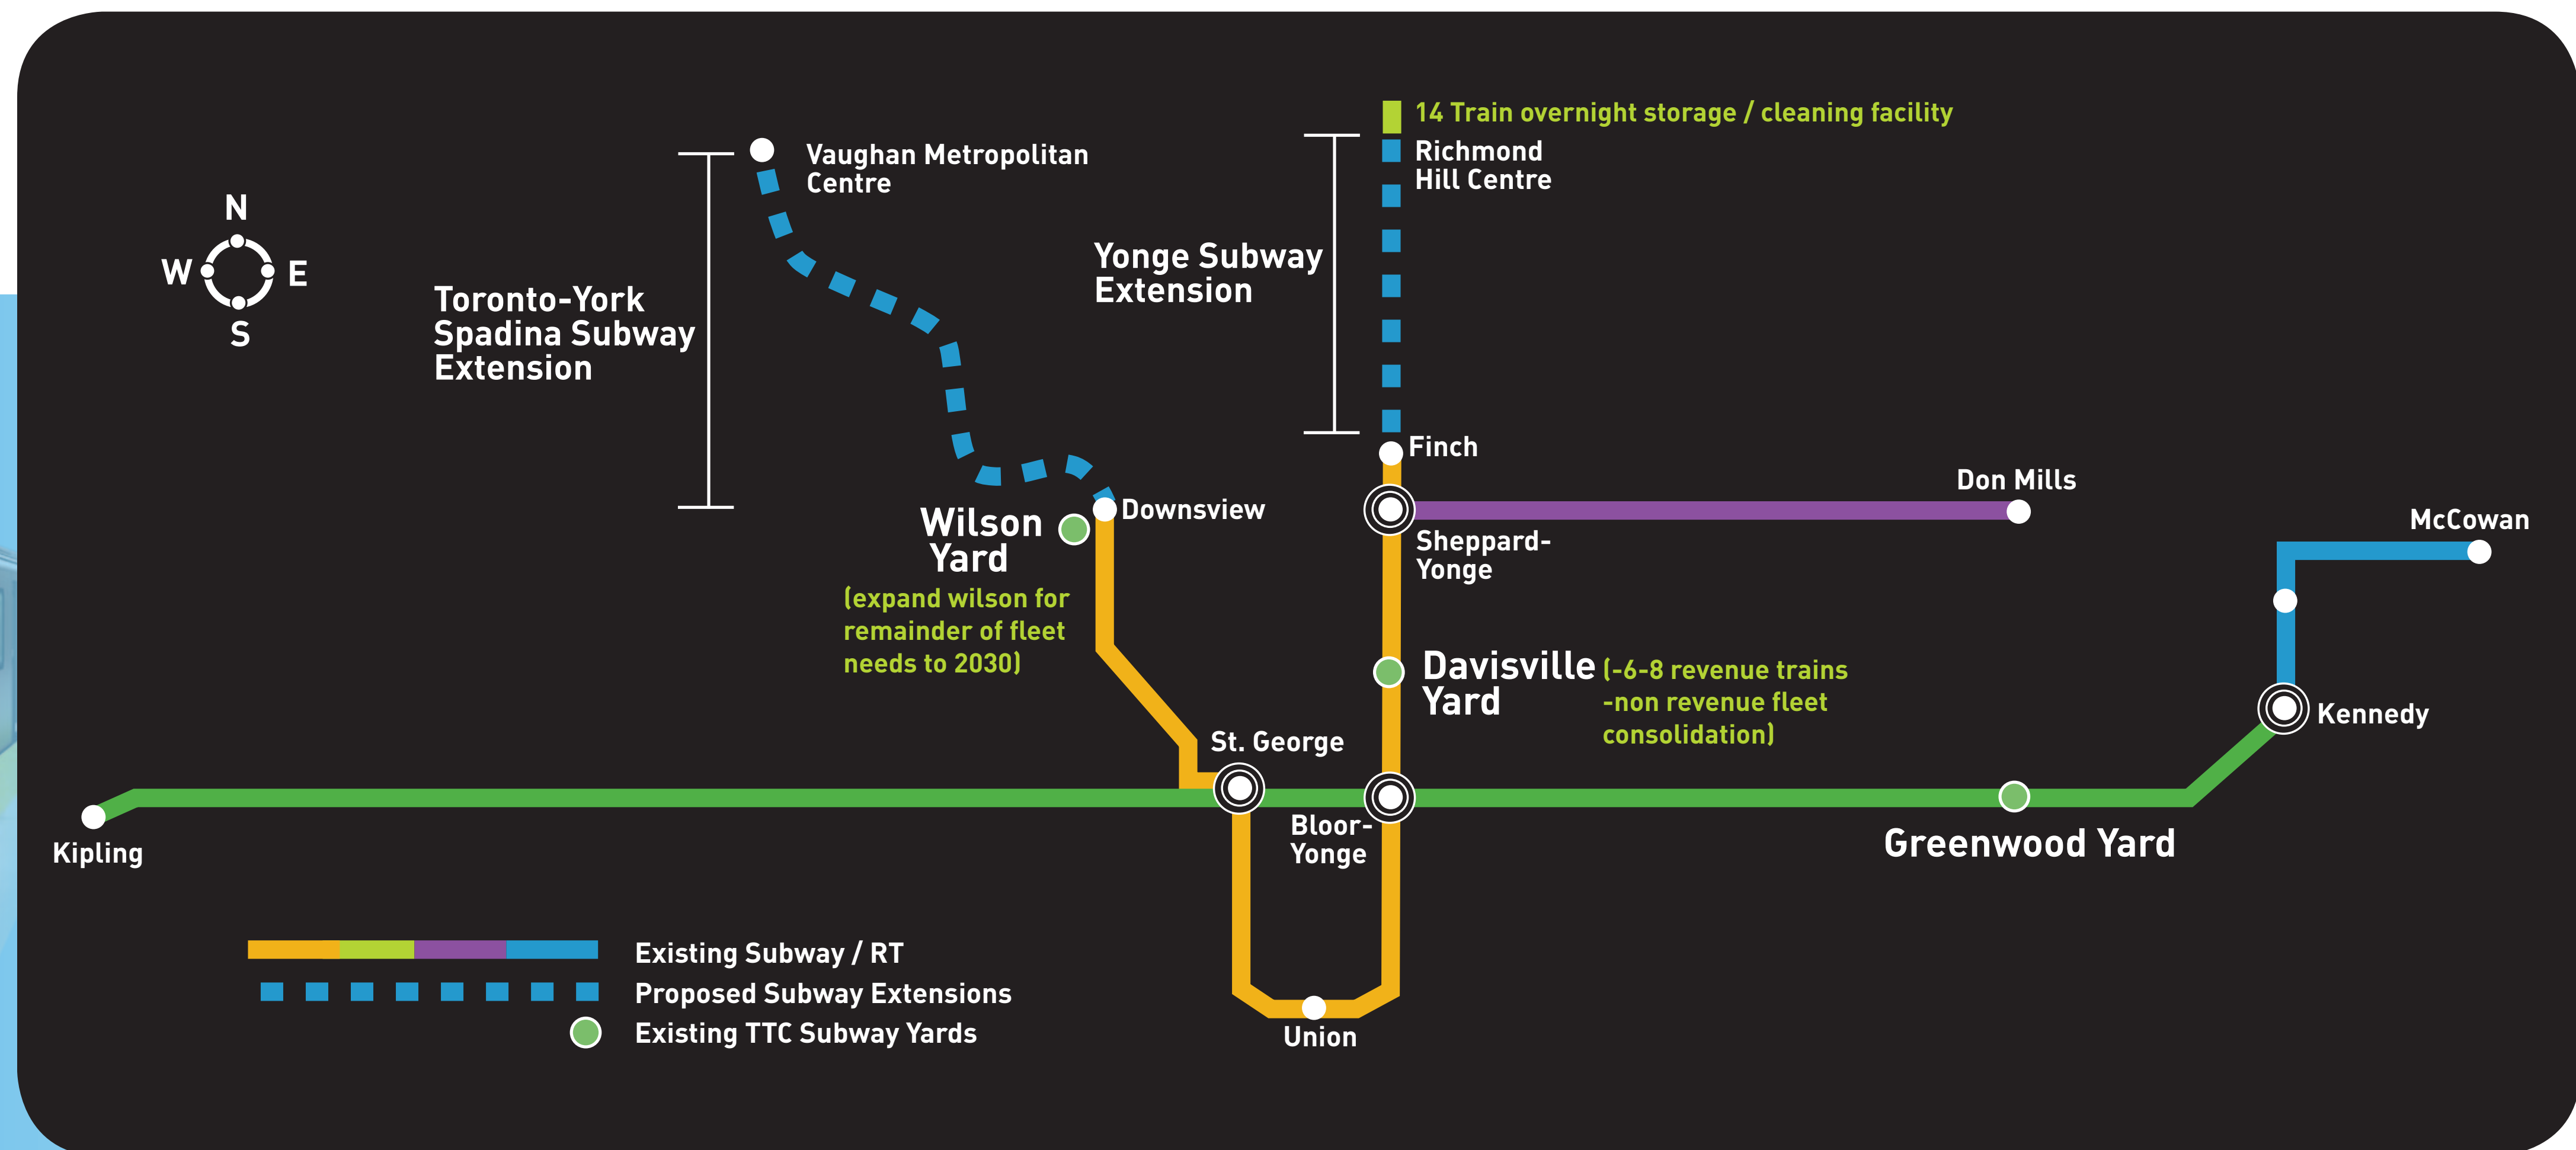 14 Train overnight storage / cleaning facility
Vaughan Metropolitan
Centre
Richmond
Hill Centre
N
W
E
S
Yonge Subway
Extension
Toronto-York
Spadina Subway
Extension
Finch
Don Mills
Downsview
McCowan
Wilson
Yard
(expand wilson for
remainder of fleet
needs to 2030)
Sheppard-
Yonge
Davisville
Yard
(-6-8 revenue trains
-non revenue fleet
consolidation)
Kennedy
St. George
Bloor-
Yonge
Greenwood Yard
Kipling
Existing Subway / RT
Proposed Subway Extensions
Existing TTC Subway Yards
Union